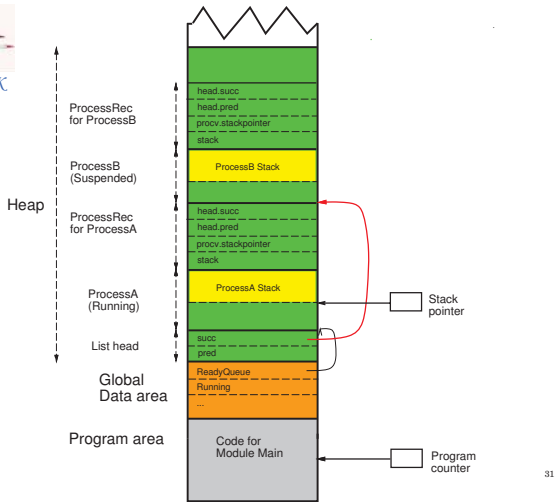 head.succ
head.pred
procv.stackpointer
stack
ProcessRec
for ProcessB
ProcessB Stack
ProcessB
(Suspended)
Heap
head.succ
head.pred
procv.stackpointer
stack
ProcessRec
for ProcessA
ProcessA Stack
ProcessA
(Running)
Stack
pointer
List head
succ
pred
Global
Data area
ReadyQueue
Running
...
Program area
Code for
Module Main
Program
counter
31